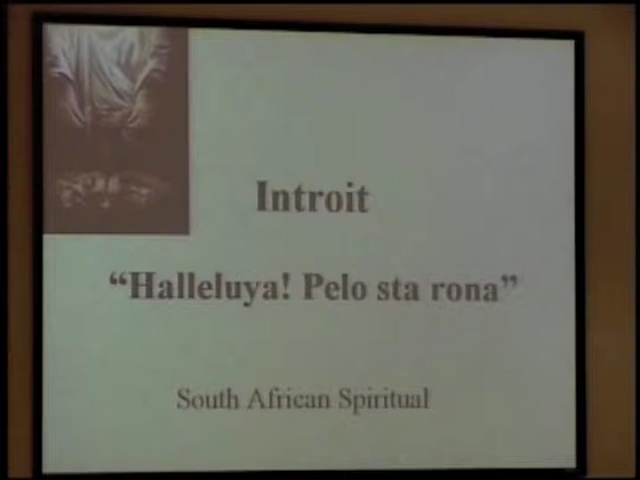 Introit
“Halleluya! Pelo sta rona”
South African Spiritual